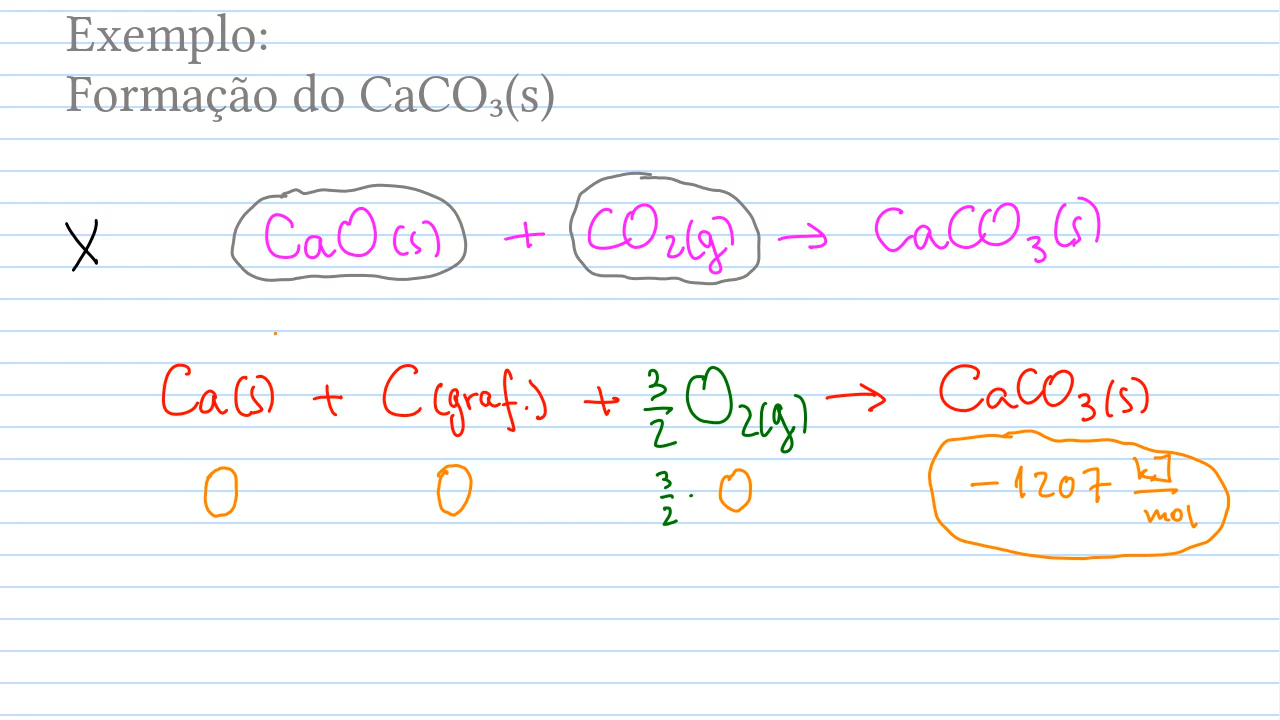 Exemplo:
Formação do CaCO₃(s)
X CaO(s) + CO₂(g) → CaCO₃(s)
Ca(s) + C(graf.) + 3/2 O₂(g) → CaCO₃(s)
0 0 3/2 · 0 -1207 kJ/mol